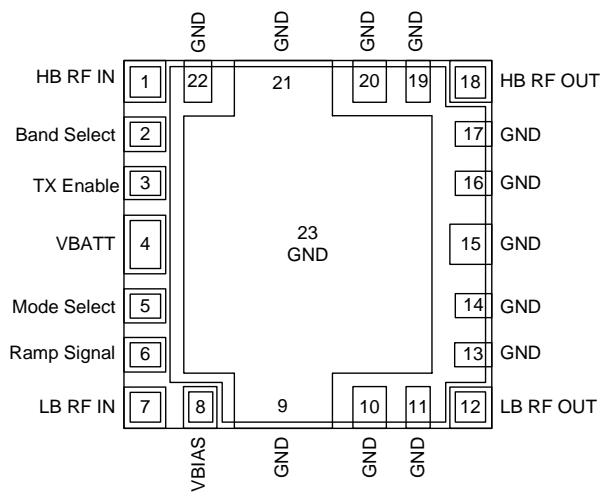 GND
GND
GND
GND
HB RF IN
1
22
21
20
19
18
HB RF OUT
Band Select
2
17
GND
TX Enable
3
16
GND
VBATT
4
23
GND
15
GND
Mode Select
5
14
GND
Ramp Signal
6
13
GND
LB RF IN
7
8
9
10
11
12
LB RF OUT
VBIAS
GND
GND
GND